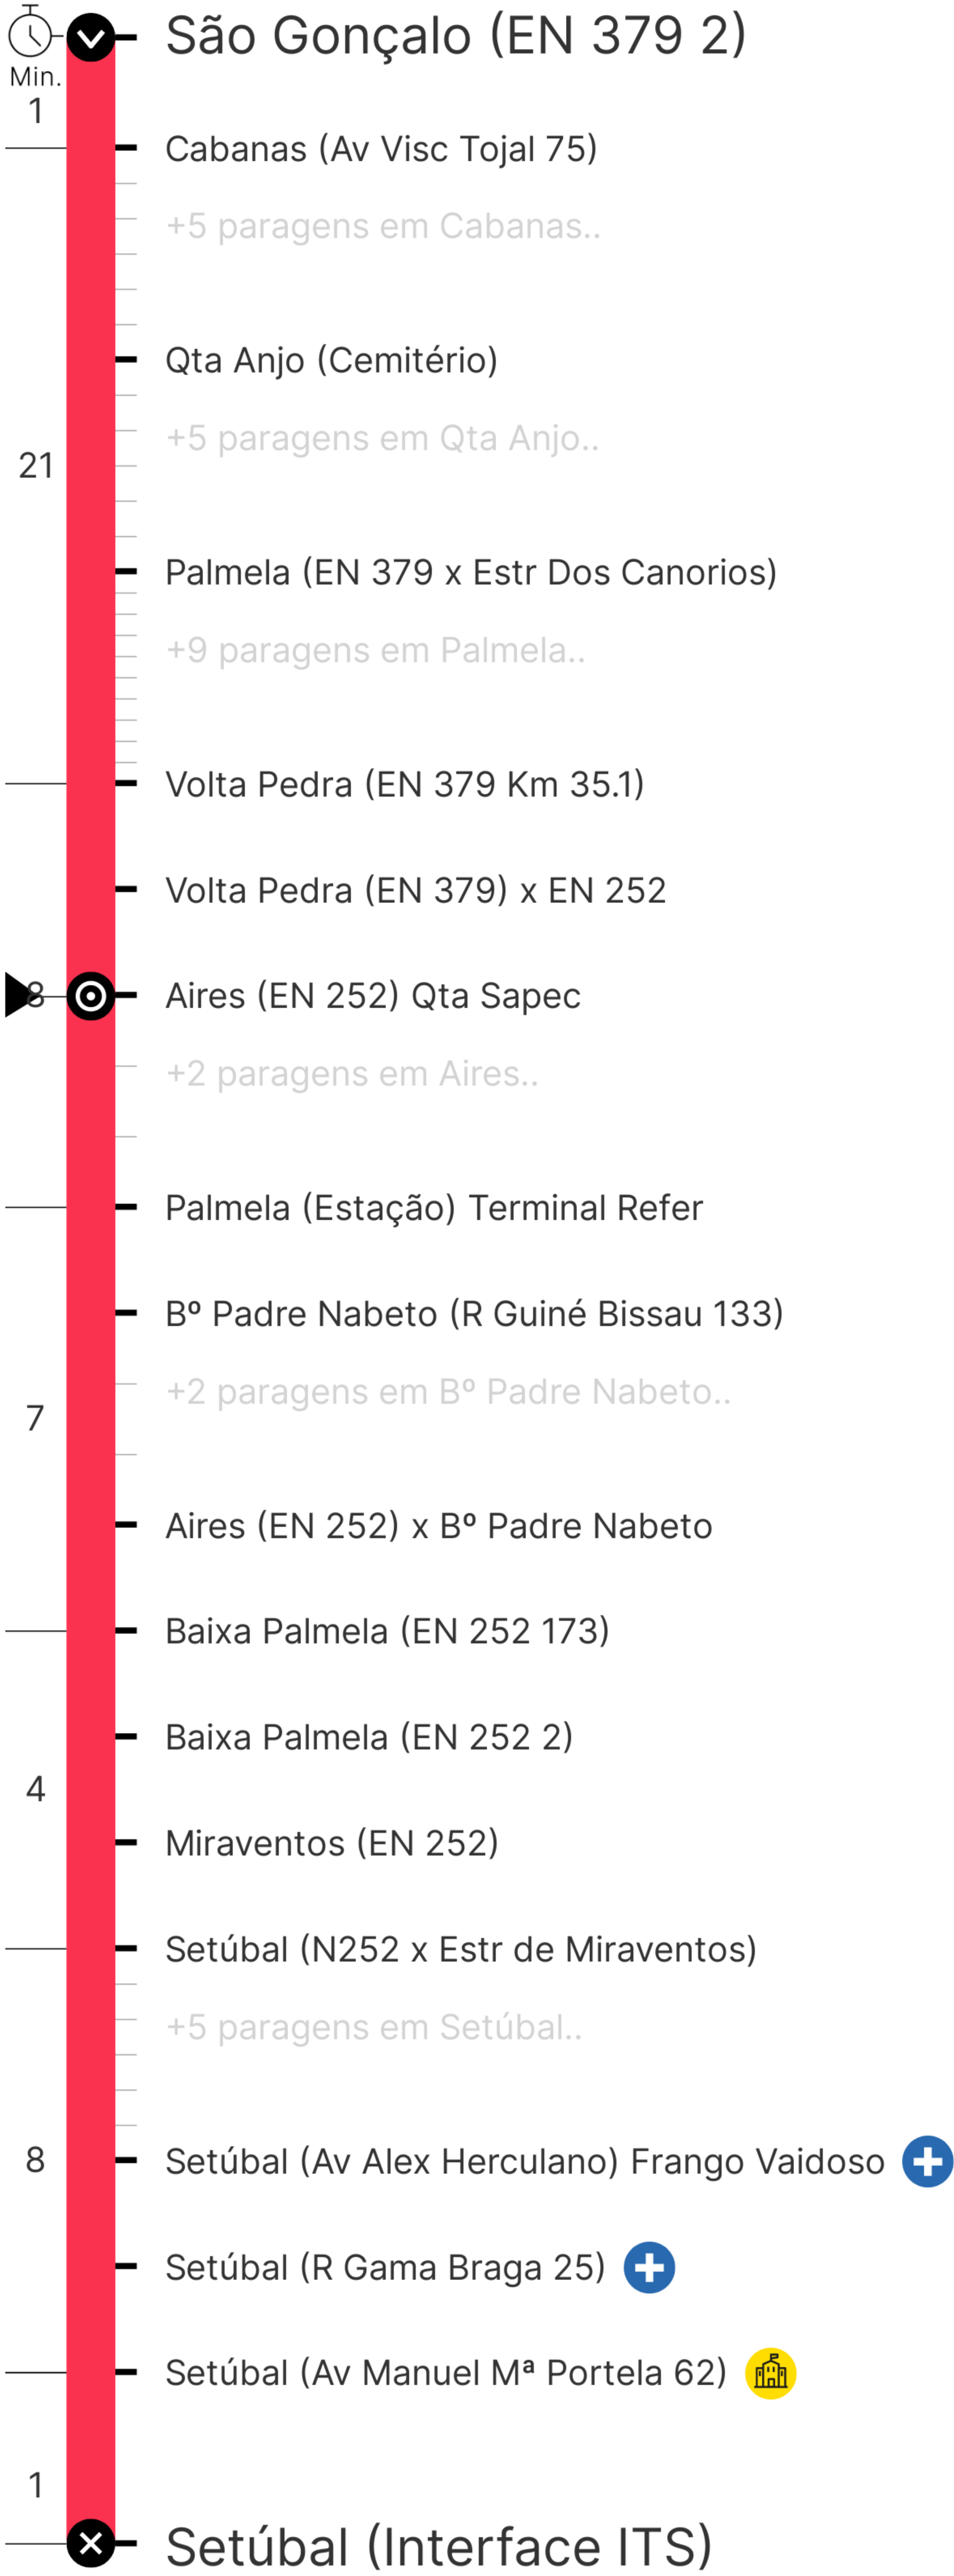 São Gonçalo (EN 379 2)
Min.
1
Cabanas (Av Visc Tojal 75)
+5 paragens em Cabanas..
Qta Anjo (Cemitério)
+5 paragens em Qta Anjo..
21
Palmela (EN 379 x Estr Dos Canorios)
+9 paragens em Palmela..
Volta Pedra (EN 379 Km 35.1)
Volta Pedra (EN 379) x EN 252
8
Aires (EN 252) Qta Sapec
+2 paragens em Aires..
Palmela (Estação) Terminal Refer
Bº Padre Nabeto (R Guiné Bissau 133)
+2 paragens em Bº Padre Nabeto..
7
Aires (EN 252) x Bº Padre Nabeto
Baixa Palmela (EN 252 173)
Baixa Palmela (EN 252 2)
4
Miraventos (EN 252)
Setúbal (N252 x Estr de Miraventos)
+5 paragens em Setúbal..
8
Setúbal (Av Alex Herculano) Frango Vaidoso
Setúbal (R Gama Braga 25)
Setúbal (Av Manuel Mª Portela 62)
1
Setúbal (Interface ITS)